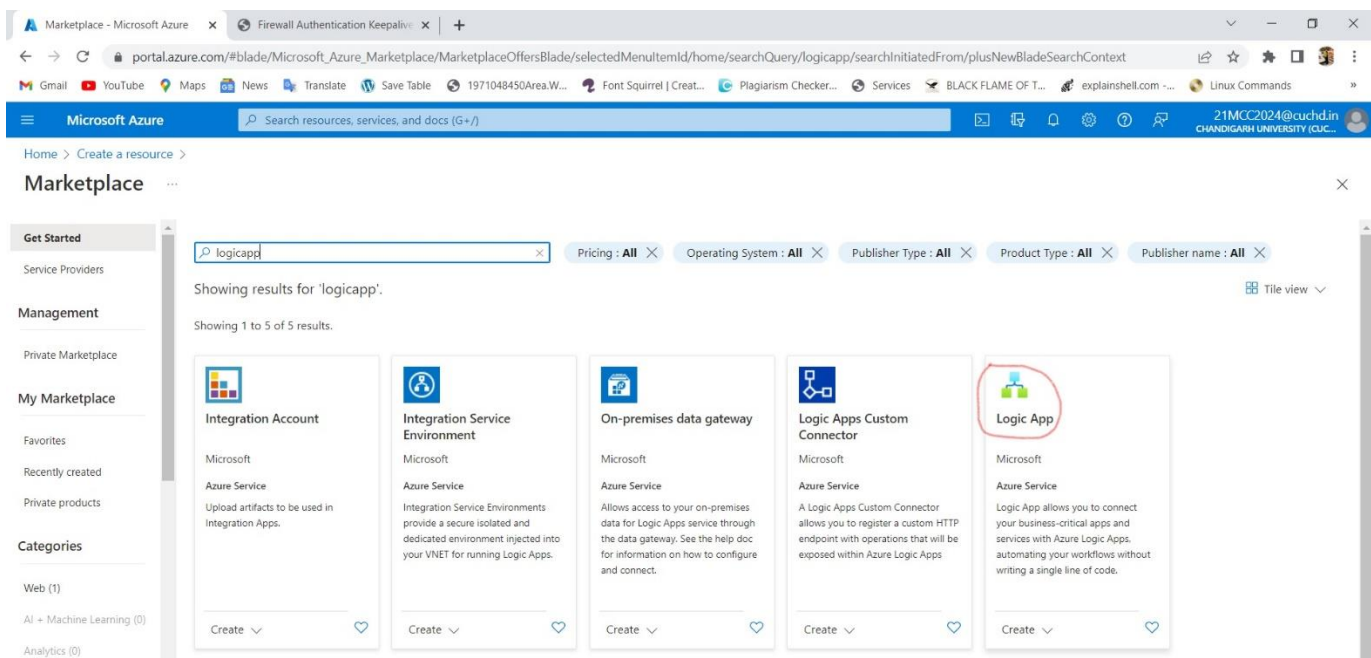 Marketplace - Microsoft Azure
Firewall Authentication Keepalive
portal.azure.com/#blade/Microsoft_Azure_Marketplace/MarketplaceOffersBlade/selectedMenuItemId/home/searchQuery/logicapp/searchInitiatedFrom/plusNewBladeSearchContext
Gmail YouTube Maps News Translate Save Table 1971048450Area.W... Font Squirrel | Creat... Plagiarism Checker... Services BLACK FLAME OF T... explainshell.com -... Linux Commands »
Microsoft Azure
Search resources, services, and docs (G+/)
21MCC2024@cuchd.in
CHANDIGARH UNIVERSITY (CUC...
Home > Create a resource >
Marketplace ...
Get Started
Service Providers
Management
Private Marketplace
My Marketplace
Favorites
Recently created
Private products
Categories
Web (1)
AI + Machine Learning (0)
Analytics (0)
logicapp
Pricing : All
Operating System : All
Publisher Type : All
Product Type : All
Publisher name : All
Showing results for 'logicapp'.
Tile view
Showing 1 to 5 of 5 results.
Integration Account
Microsoft
Azure Service
Upload artifacts to be used in
Integration Apps.
Create
Integration Service
Environment
Microsoft
Azure Service
Integration Service Environments
provide a secure isolated and
dedicated environment injected into
your VNET for running Logic Apps.
Create
On-premises data gateway
Microsoft
Azure Service
Allows access to your on-premises
data for Logic Apps service through
the data gateway. See the help doc
for information on how to configure
and connect.
Create
Logic Apps Custom
Connector
Microsoft
Azure Service
A Logic Apps Custom Connector
allows you to register a custom HTTP
endpoint with operations that will be
exposed within Azure Logic Apps
Create
Logic App
Microsoft
Azure Service
Logic App allows you to connect
your business-critical apps and
services with Azure Logic Apps.
automating your workflows without
writing a single line of code.
Create